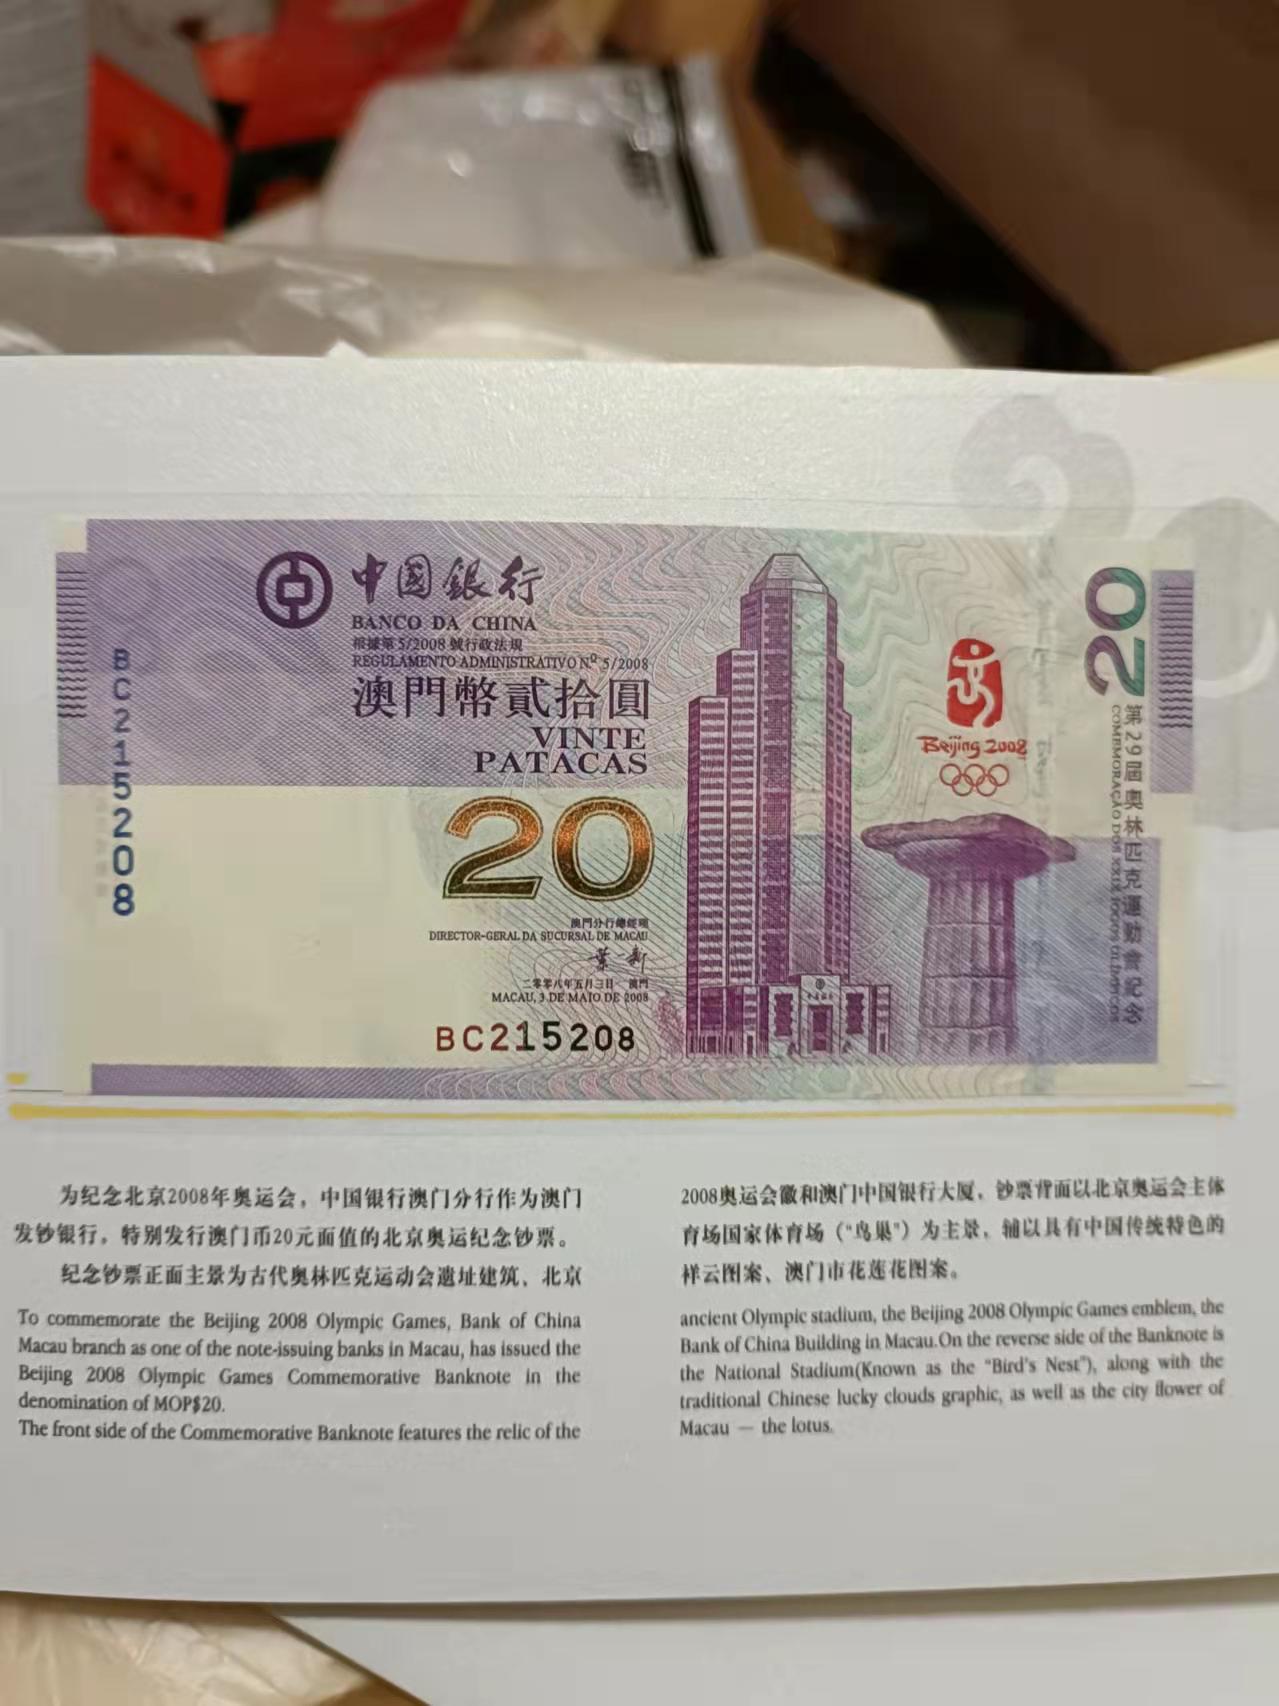 中國銀行
BANCO DA CHINA
根據第5/2008號行政法規
REGULAMENTO ADMINISTRATIVO Nº 5/2008
澳門幣貳拾圓
VINTE
PATACAS
20
澳門分行總經理
DIRECTOR-GERAL DA SUCURSAL DE MACAU
二零零八年五月三日 澳門
MACAU, 3 DE MAIO DE 2008
BC215208
BC215208
Beijing 2008
20
第29屆奧林匹克運動會紀念
COMEMORAÇÃO DOS XXIX JOGOS OLÍMPICOS
为纪念北京2008年奥运会，中国银行澳门分行作为澳门
发钞银行，特别发行澳门币20元面值的北京奥运纪念钞票。
纪念钞票正面主景为古代奥林匹克运动会遗址建筑、北京
To commemorate the Beijing 2008 Olympic Games, Bank of China
Macau branch as one of the note-issuing banks in Macau, has issued the
Beijing 2008 Olympic Games Commemorative Banknote in the
denomination of MOP$20.
The front side of the Commemorative Banknote features the relic of the
2008奥运会徽和澳门中国银行大厦，钞票背面以北京奥运会主体
育场国家体育场（“鸟巢”）为主景，辅以具有中国传统特色的
祥云图案、澳门市花莲花图案。
ancient Olympic stadium, the Beijing 2008 Olympic Games emblem, the
Bank of China Building in Macau.On the reverse side of the Banknote is
the National Stadium(Known as the "Bird's Nest"), along with the
traditional Chinese lucky clouds graphic, as well as the city flower of
Macau — the lotus.